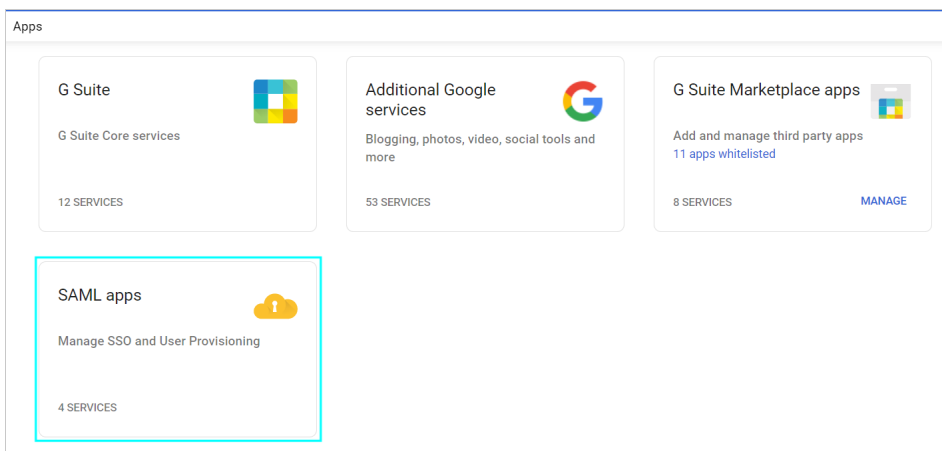 Apps
G Suite
G Suite Core services
12 SERVICES
Additional Google
services
Blogging, photos, video, social tools and
more
53 SERVICES
G Suite Marketplace apps
Add and manage third party apps
11 apps whitelisted
8 SERVICES
MANAGE
SAML apps
Manage SSO and User Provisioning
4 SERVICES